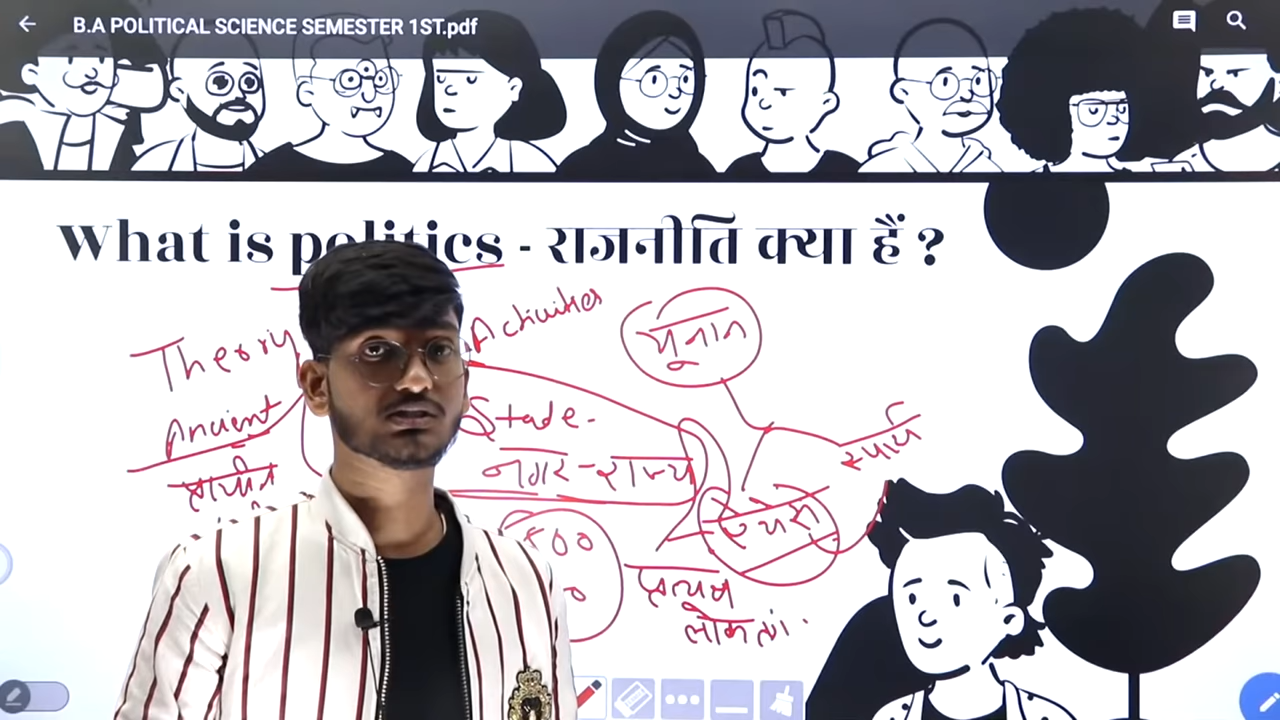 B.A POLITICAL SCIENCE SEMESTER 1ST.pdf
What is politics - राजनीति क्या हैं ?
Theory
Activities
यूनान
Ancient
State-
स्पार्टा
प्राचीन
नगर-राज्य
एथेंस
प्रत्यक्ष
लोकतां.